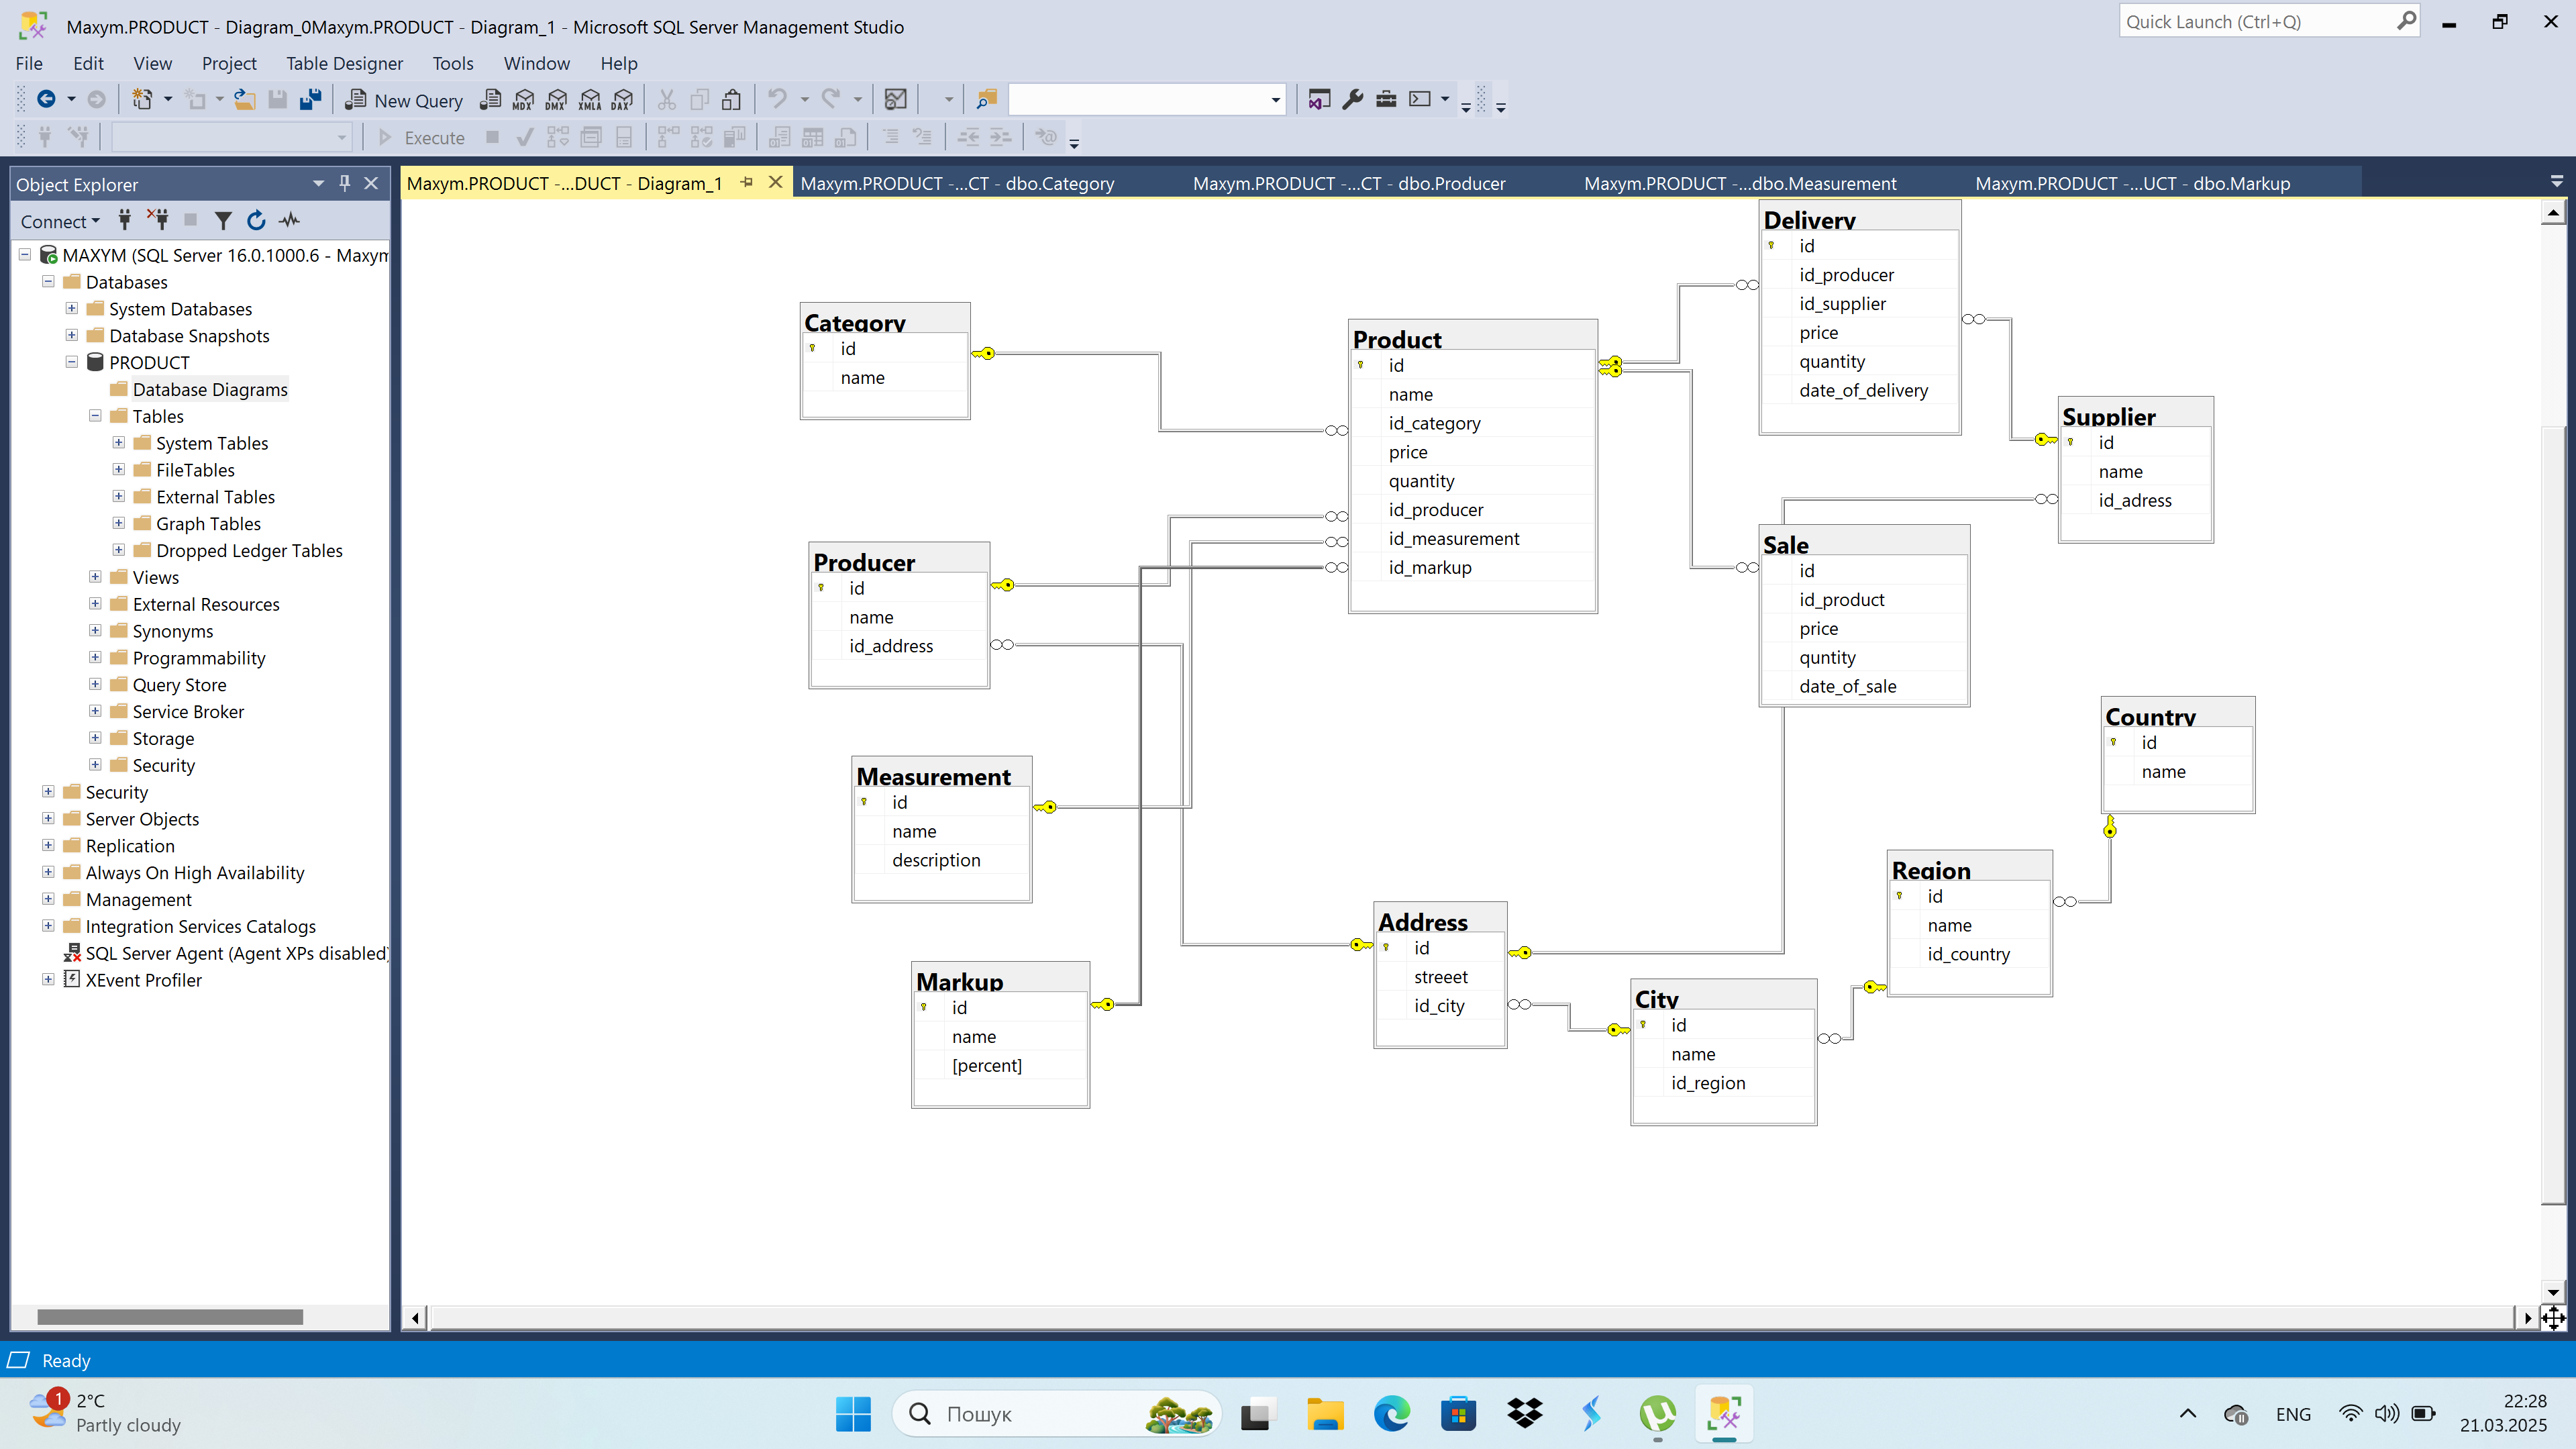 Maxym.PRODUCT - Diagram_0Maxym.PRODUCT - Diagram_1 - Microsoft SQL Server Management Studio
Quick Launch (Ctrl+Q)
File Edit View Project Table Designer Tools Window Help
New Query MDX DMX XMLA DAX
Execute
Object Explorer
Maxym.PRODUCT -...DUCT - Diagram_1
Maxym.PRODUCT -...CT - dbo.Category
Maxym.PRODUCT -...CT - dbo.Producer
Maxym.PRODUCT -...dbo.Measurement
Maxym.PRODUCT -...UCT - dbo.Markup
Connect
MAXYM (SQL Server 16.0.1000.6 - Maxym
Databases
System Databases
Database Snapshots
PRODUCT
Database Diagrams
Tables
System Tables
FileTables
External Tables
Graph Tables
Dropped Ledger Tables
Views
External Resources
Synonyms
Programmability
Query Store
Service Broker
Storage
Security
Security
Server Objects
Replication
Always On High Availability
Management
Integration Services Catalogs
SQL Server Agent (Agent XPs disabled)
XEvent Profiler
Category
id
name
Producer
id
name
id_address
Measurement
id
name
description
Markup
id
name
[percent]
Product
id
name
id_category
price
quantity
id_producer
id_measurement
id_markup
Delivery
id
id_producer
id_supplier
price
quantity
date_of_delivery
Supplier
id
name
id_adress
Sale
id
id_product
price
quntity
date_of_sale
Country
id
name
Region
id
name
id_country
Address
id
streeet
id_city
City
id
name
id_region
Ready
1
2°C
Partly cloudy
Пошук
ENG
22:28
21.03.2025